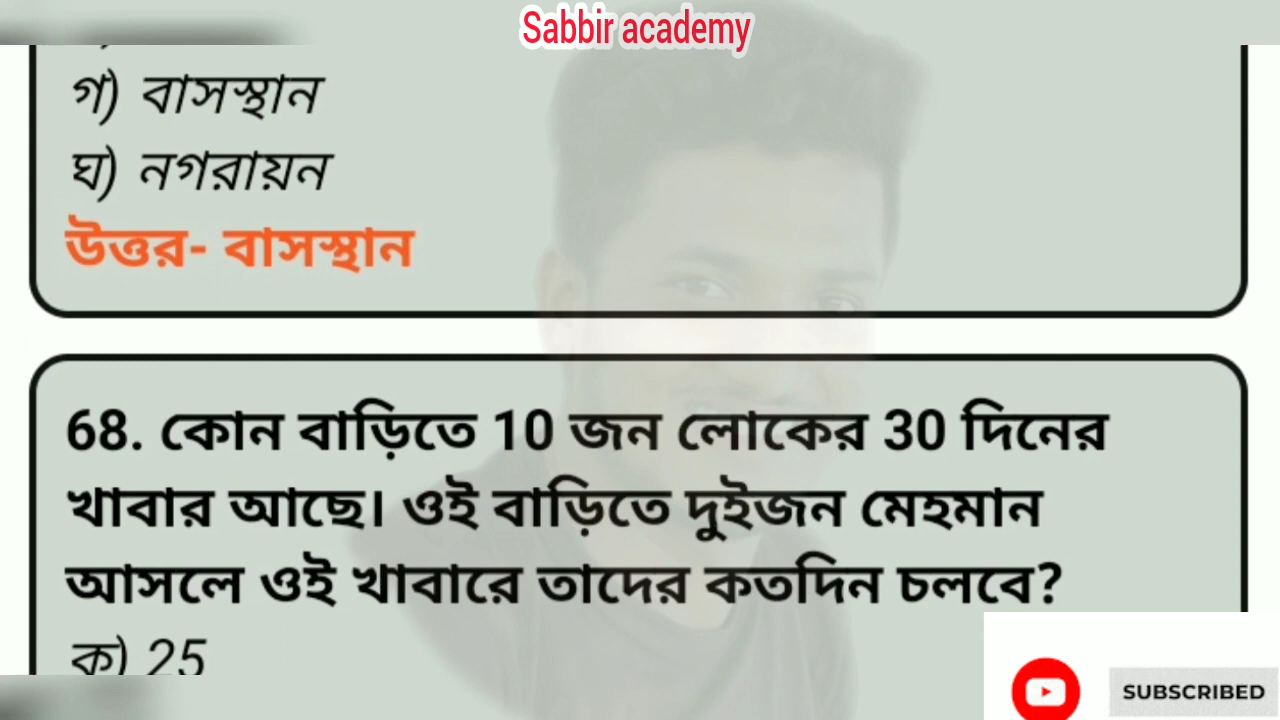 Sabbir academy
গ) বাসস্থান
ঘ) নগরায়ন
উত্তর- বাসস্থান
68. কোন বাড়িতে 10 জন লোকের 30 দিনের
খাবার আছে। ওই বাড়িতে দুইজন মেহমান
আসলে ওই খাবারে তাদের কতদিন চলবে?
ক) 25
SUBSCRIBED